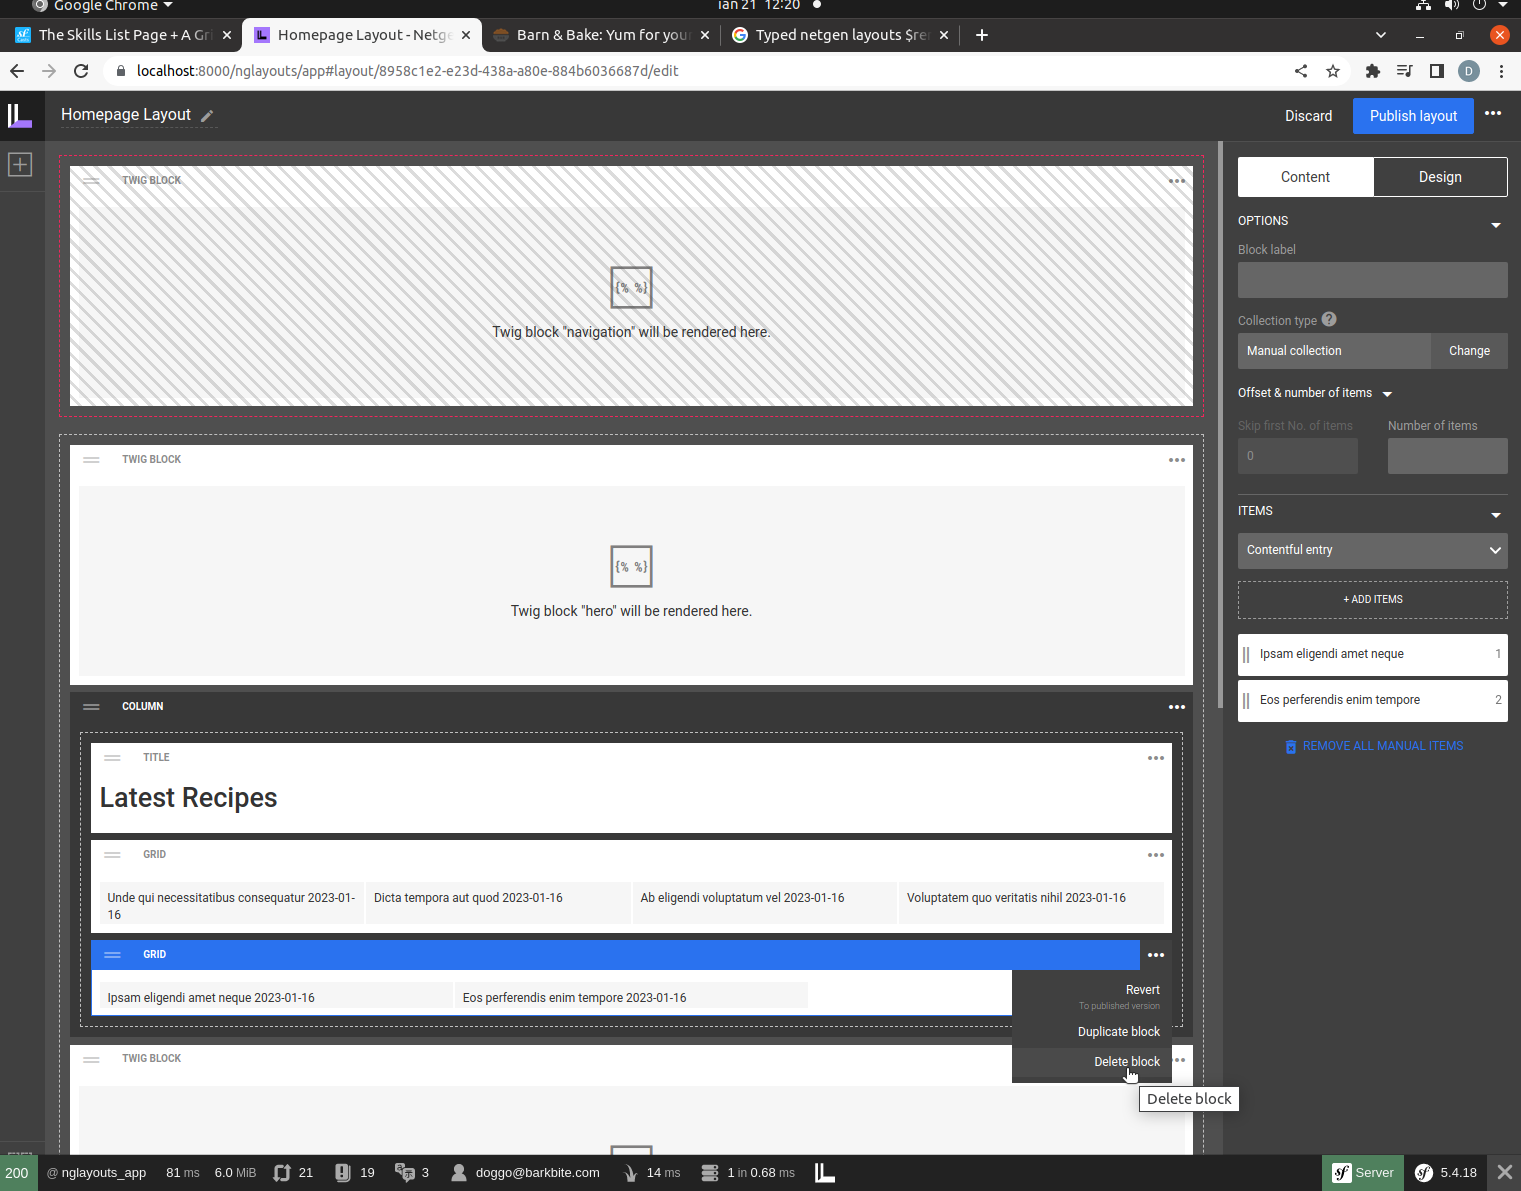 Google Chrome
ian 21 12:20
The Skills List Page + A Gri
Homepage Layout - Netge
Barn & Bake: Yum for your
Typed netgen layouts $re
localhost:8000/nglayouts/app#layout/8958c1e2-e23d-438a-a80e-884b6036687d/edit
D
Homepage Layout
Discard
Publish layout
TWIG BLOCK
{% %}
Twig block "navigation" will be rendered here.
TWIG BLOCK
{% %}
Twig block "hero" will be rendered here.
COLUMN
TITLE
Latest Recipes
GRID
Unde qui necessitatibus consequatur 2023-01-
16
Dicta tempora aut quod 2023-01-16
Ab eligendi voluptatum vel 2023-01-16
Voluptatem quo veritatis nihil 2023-01-16
GRID
Ipsam eligendi amet neque 2023-01-16
Eos perferendis enim tempore 2023-01-16
Revert
To published version
Duplicate block
Delete block
Delete block
TWIG BLOCK
Content
Design
OPTIONS
Block label
Collection type ?
Manual collection
Change
Offset & number of items
Skip first No. of items
Number of items
0
ITEMS
Contentful entry
+ ADD ITEMS
Ipsam eligendi amet neque 1
Eos perferendis enim tempore 2
REMOVE ALL MANUAL ITEMS
200 @ nglayouts_app 81 ms 6.0 MiB 21 19 3 doggo@barkbite.com 14 ms 1 in 0.68 ms sf Server sf 5.4.18